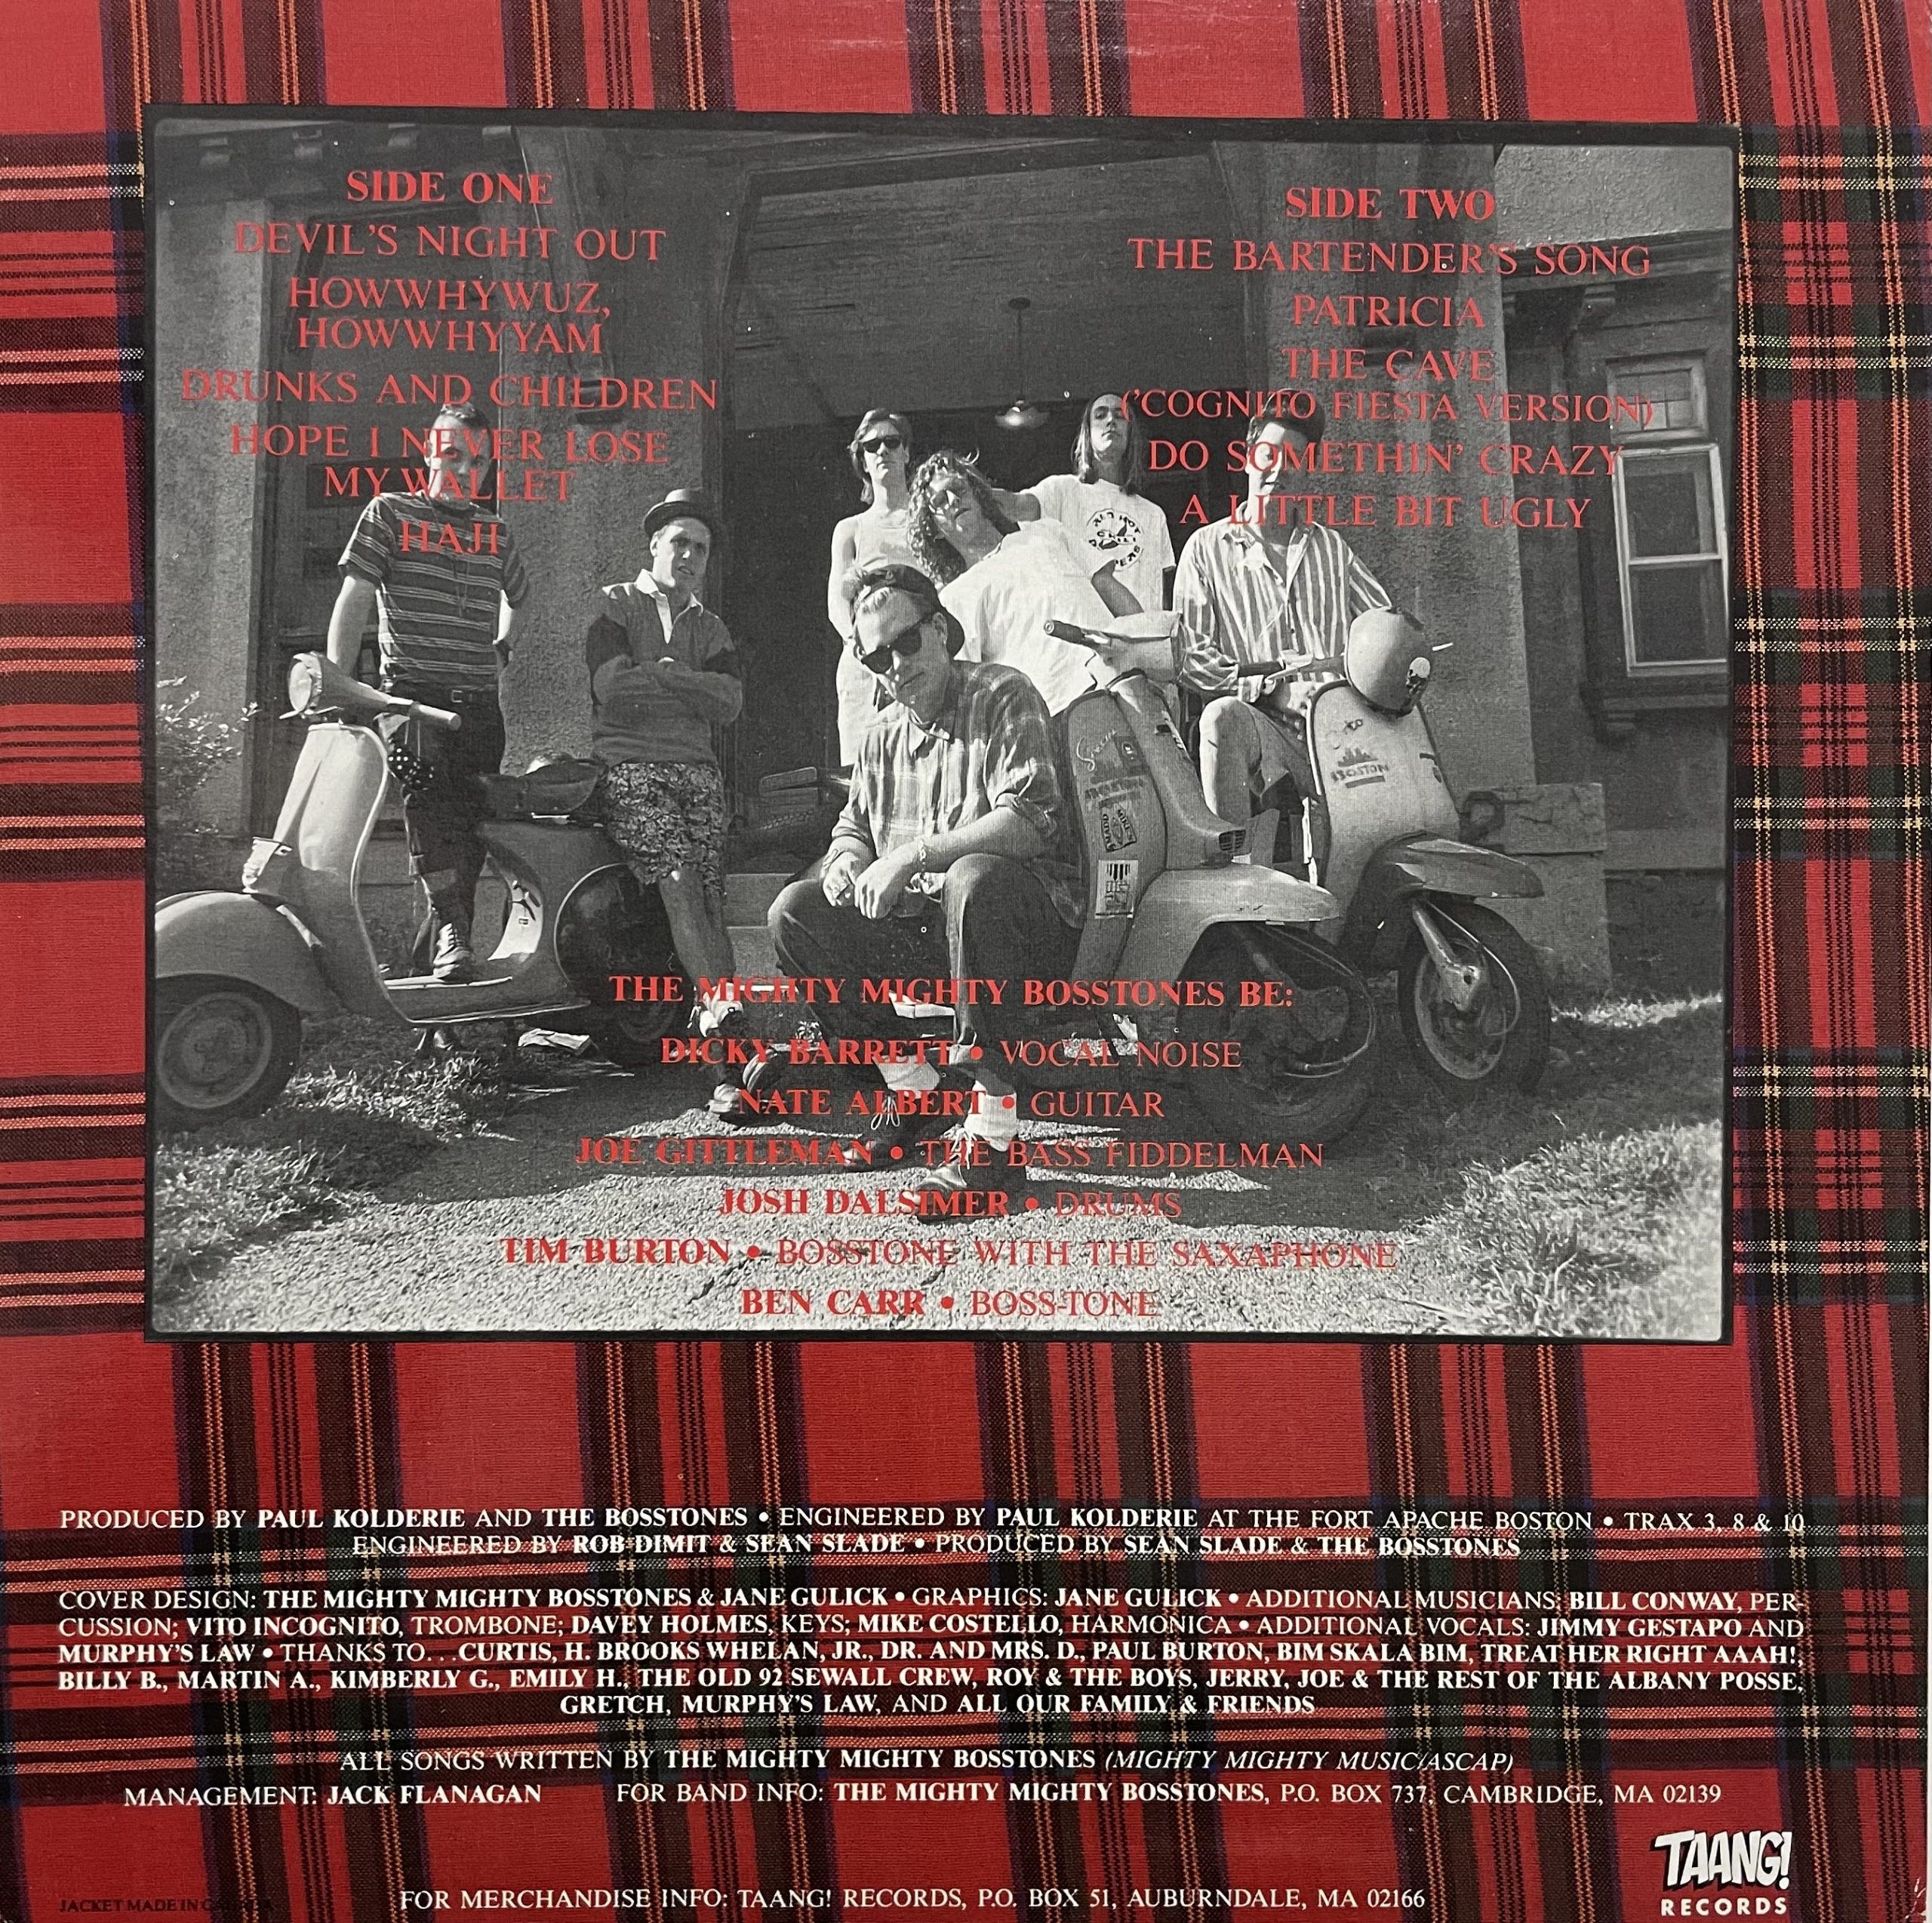 SIDE ONE
DEVIL'S NIGHT OUT
HOWWHYWUZ,
HOWWHYYAM
DRUNKS AND CHILDREN
HOPE I NEVER LOSE
MY WALLET
HAJI
SIDE TWO
THE BARTENDER'S SONG
PATRICIA
THE CAVE
('COGNITO FIESTA VERSION)
DO SOMETHIN' CRAZY
A LITTLE BIT UGLY
BOSTON
THE MIGHTY MIGHTY BOSSTONES BE:
DICKY BARRETT • VOCAL NOISE
NATE ALBERT • GUITAR
JOE GITTLEMAN • THE BASS FIDDELMAN
JOSH DALSIMER • DRUMS
TIM BURTON • BOSSTONE WITH THE SAXAPHONE
BEN CARR • BOSS-TONE
PRODUCED BY PAUL KOLDERIE AND THE BOSSTONES • ENGINEERED BY PAUL KOLDERIE AT THE FORT APACHE BOSTON • TRAX 3, 8 & 10
ENGINEERED BY ROB DIMIT & SEAN SLADE • PRODUCED BY SEAN SLADE & THE BOSSTONES
COVER DESIGN: THE MIGHTY MIGHTY BOSSTONES & JANE GULICK • GRAPHICS: JANE GULICK • ADDITIONAL MUSICIANS: BILL CONWAY, PER-
CUSSION; VITO INCOGNITO, TROMBONE; DAVEY HOLMES, KEYS; MIKE COSTELLO, HARMONICA • ADDITIONAL VOCALS: JIMMY GESTAPO AND
MURPHY'S LAW • THANKS TO...CURTIS, H. BROOKS WHELAN, JR., DR. AND MRS. D., PAUL BURTON, BIM SKALA BIM, TREAT HER RIGHT AAAH!,
BILLY B., MARTIN A., KIMBERLY G., EMILY H., THE OLD 92 SEWALL CREW, ROY & THE BOYS, JERRY, JOE & THE REST OF THE ALBANY POSSE,
GRETCH, MURPHY'S LAW, AND ALL OUR FAMILY & FRIENDS
ALL SONGS WRITTEN BY THE MIGHTY MIGHTY BOSSTONES (MIGHTY MIGHTY MUSIC/ASCAP)
MANAGEMENT: JACK FLANAGAN FOR BAND INFO: THE MIGHTY MIGHTY BOSSTONES, P.O. BOX 737, CAMBRIDGE, MA 02139
TAANG!
RECORDS
JACKET MADE IN
FOR MERCHANDISE INFO: TAANG! RECORDS, P.O. BOX 51, AUBURNDALE, MA 02166